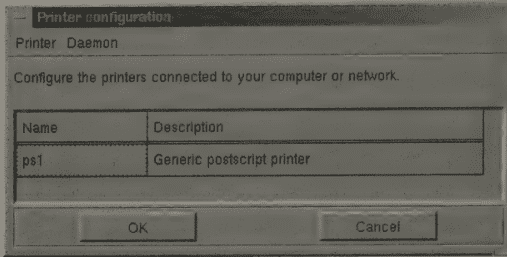 Printer configuration
Printer Daemon
Configure the printers connected to your computer or network.
Name Description
ps1 Generic postscript printer
OK Cancel